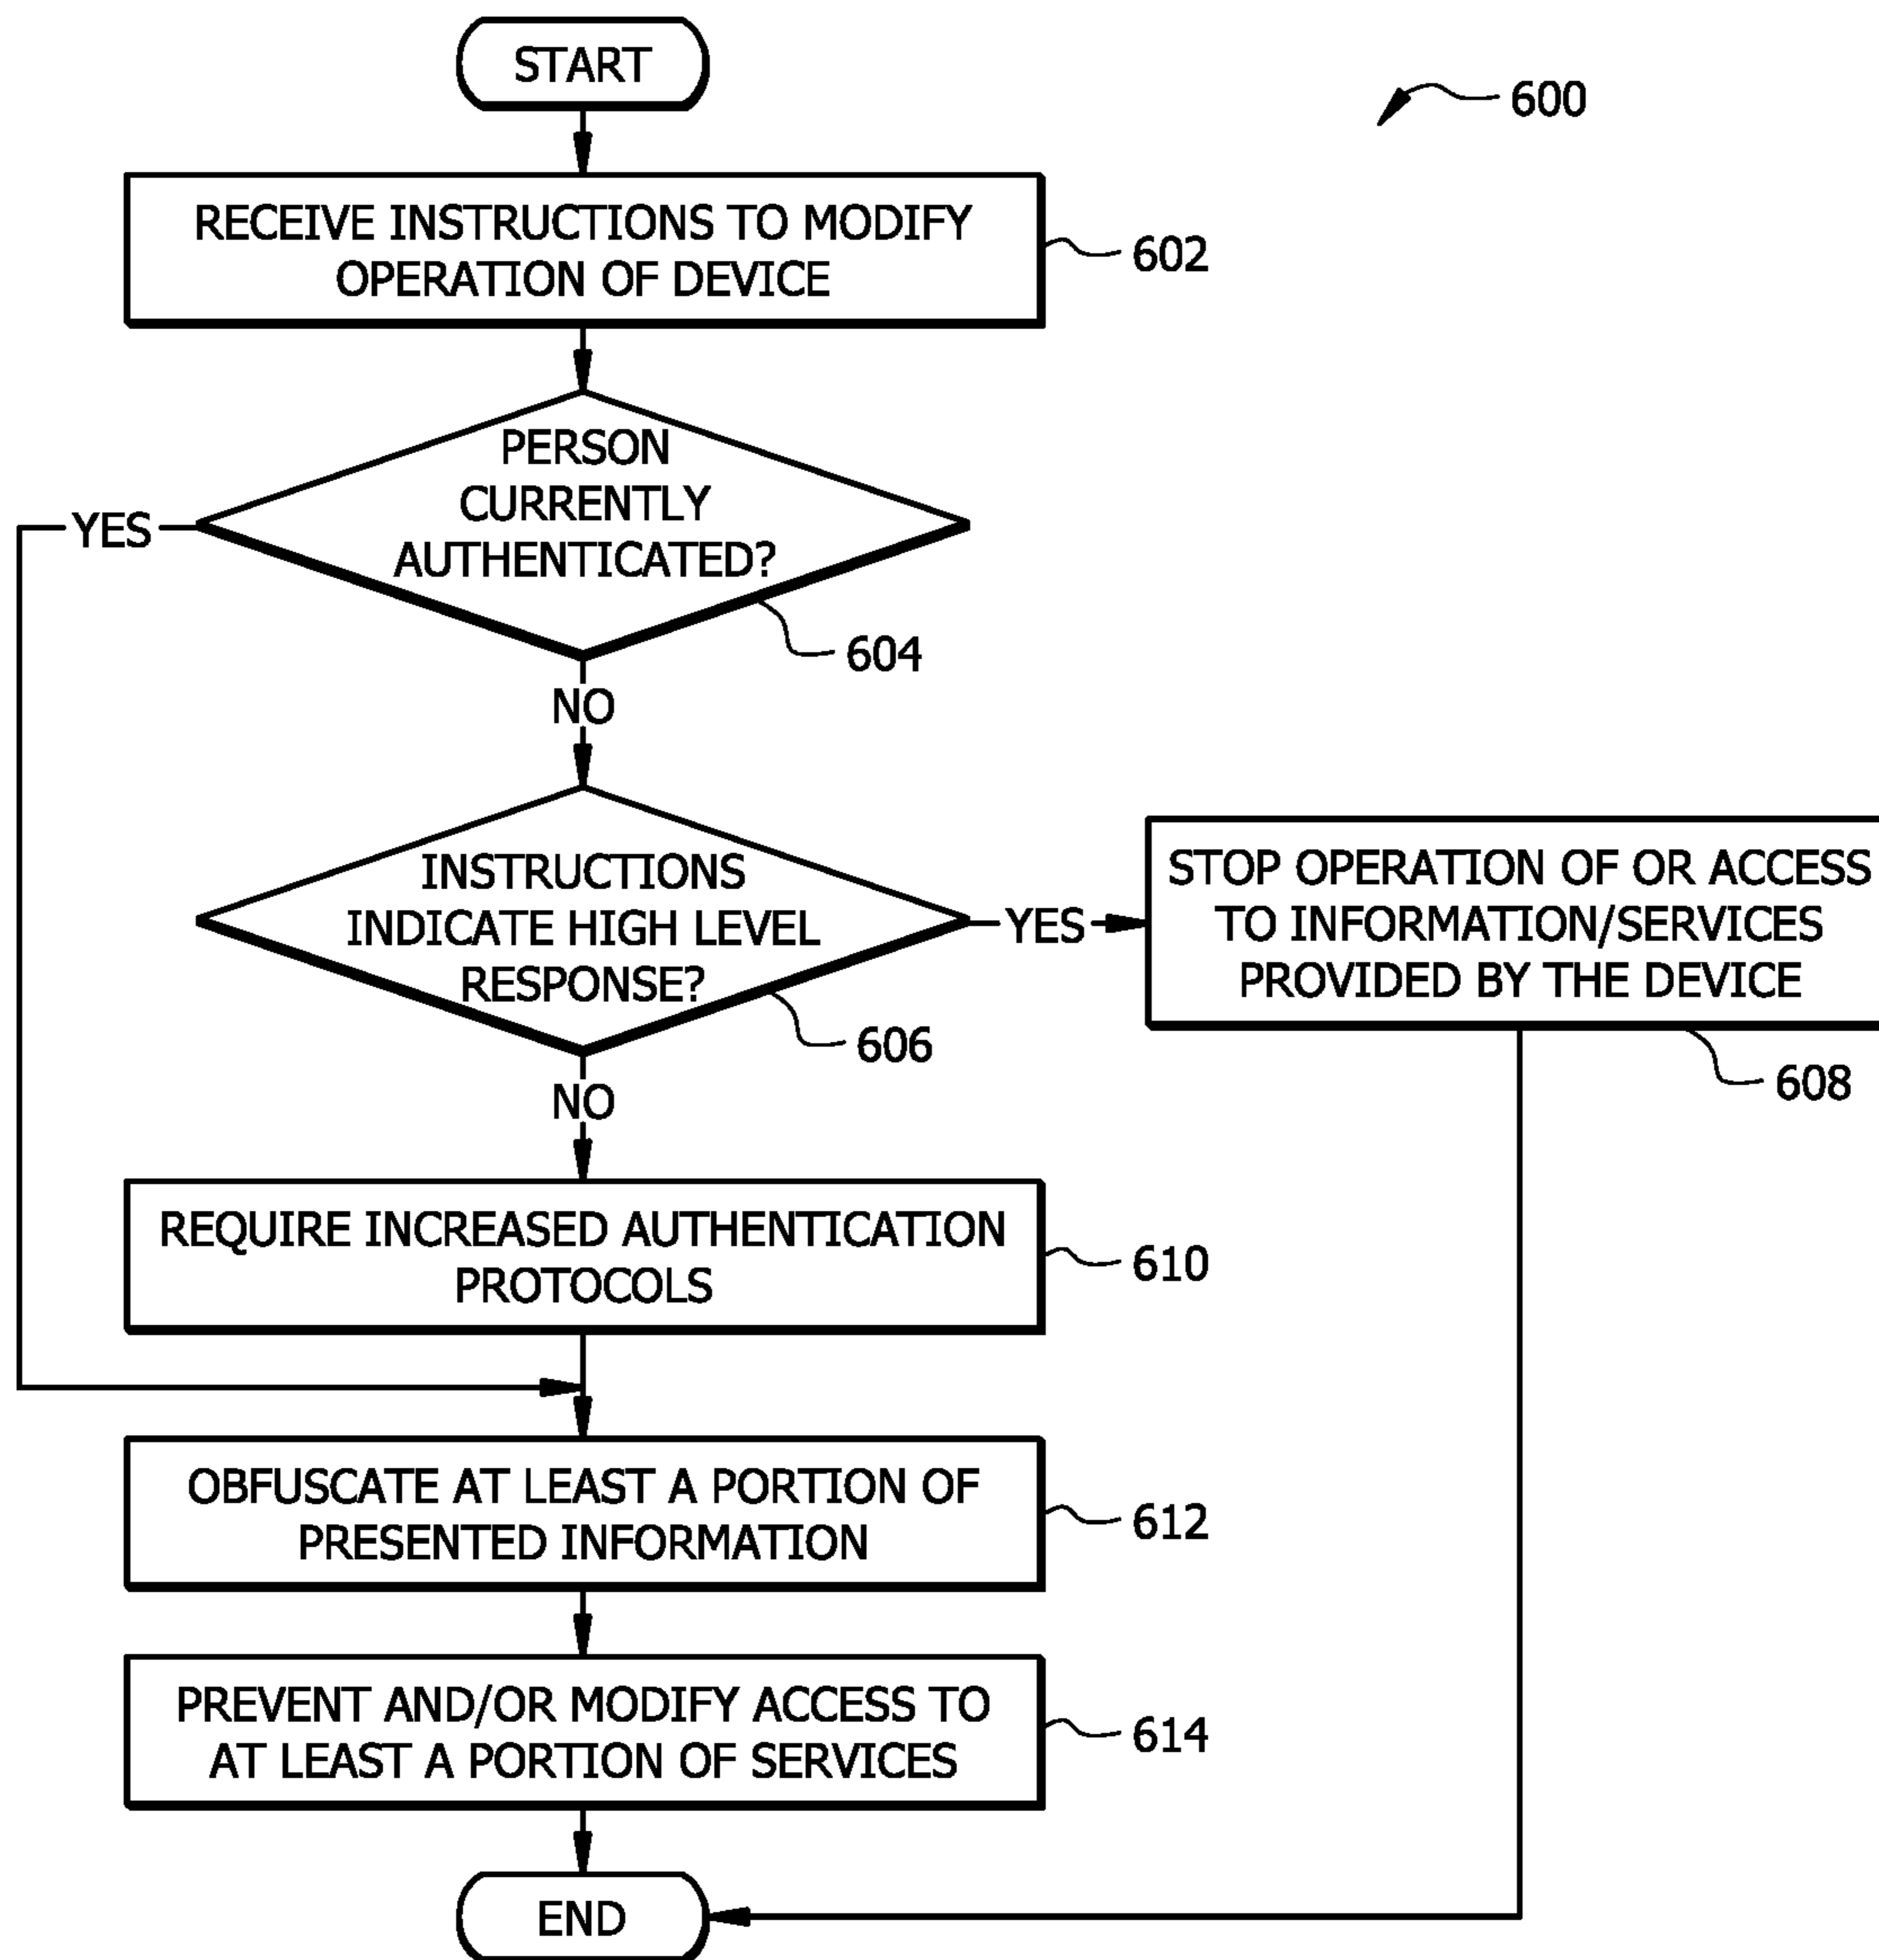 START
600
RECEIVE INSTRUCTIONS TO MODIFY
OPERATION OF DEVICE
602
PERSON
CURRENTLY
AUTHENTICATED?
YES
604
NO
INSTRUCTIONS
INDICATE HIGH LEVEL
RESPONSE?
YES
606
STOP OPERATION OF OR ACCESS
TO INFORMATION/SERVICES
PROVIDED BY THE DEVICE
608
NO
REQUIRE INCREASED AUTHENTICATION
PROTOCOLS
610
OBFUSCATE AT LEAST A PORTION OF
PRESENTED INFORMATION
612
PREVENT AND/OR MODIFY ACCESS TO
AT LEAST A PORTION OF SERVICES
614
END